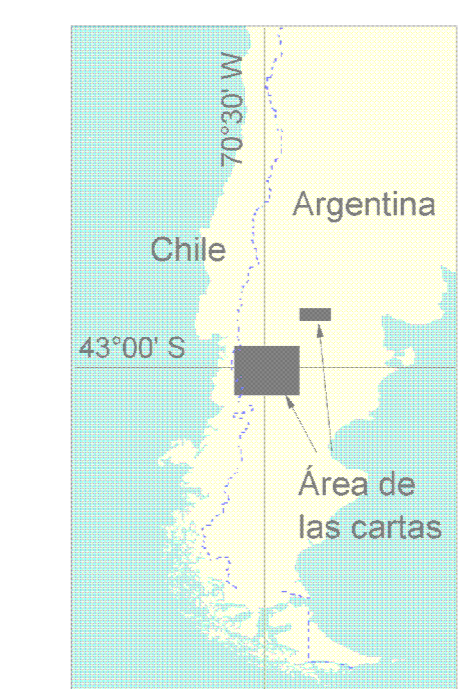 70°30' W
Argentina
Chile
43°00' S
Área de
las cartas